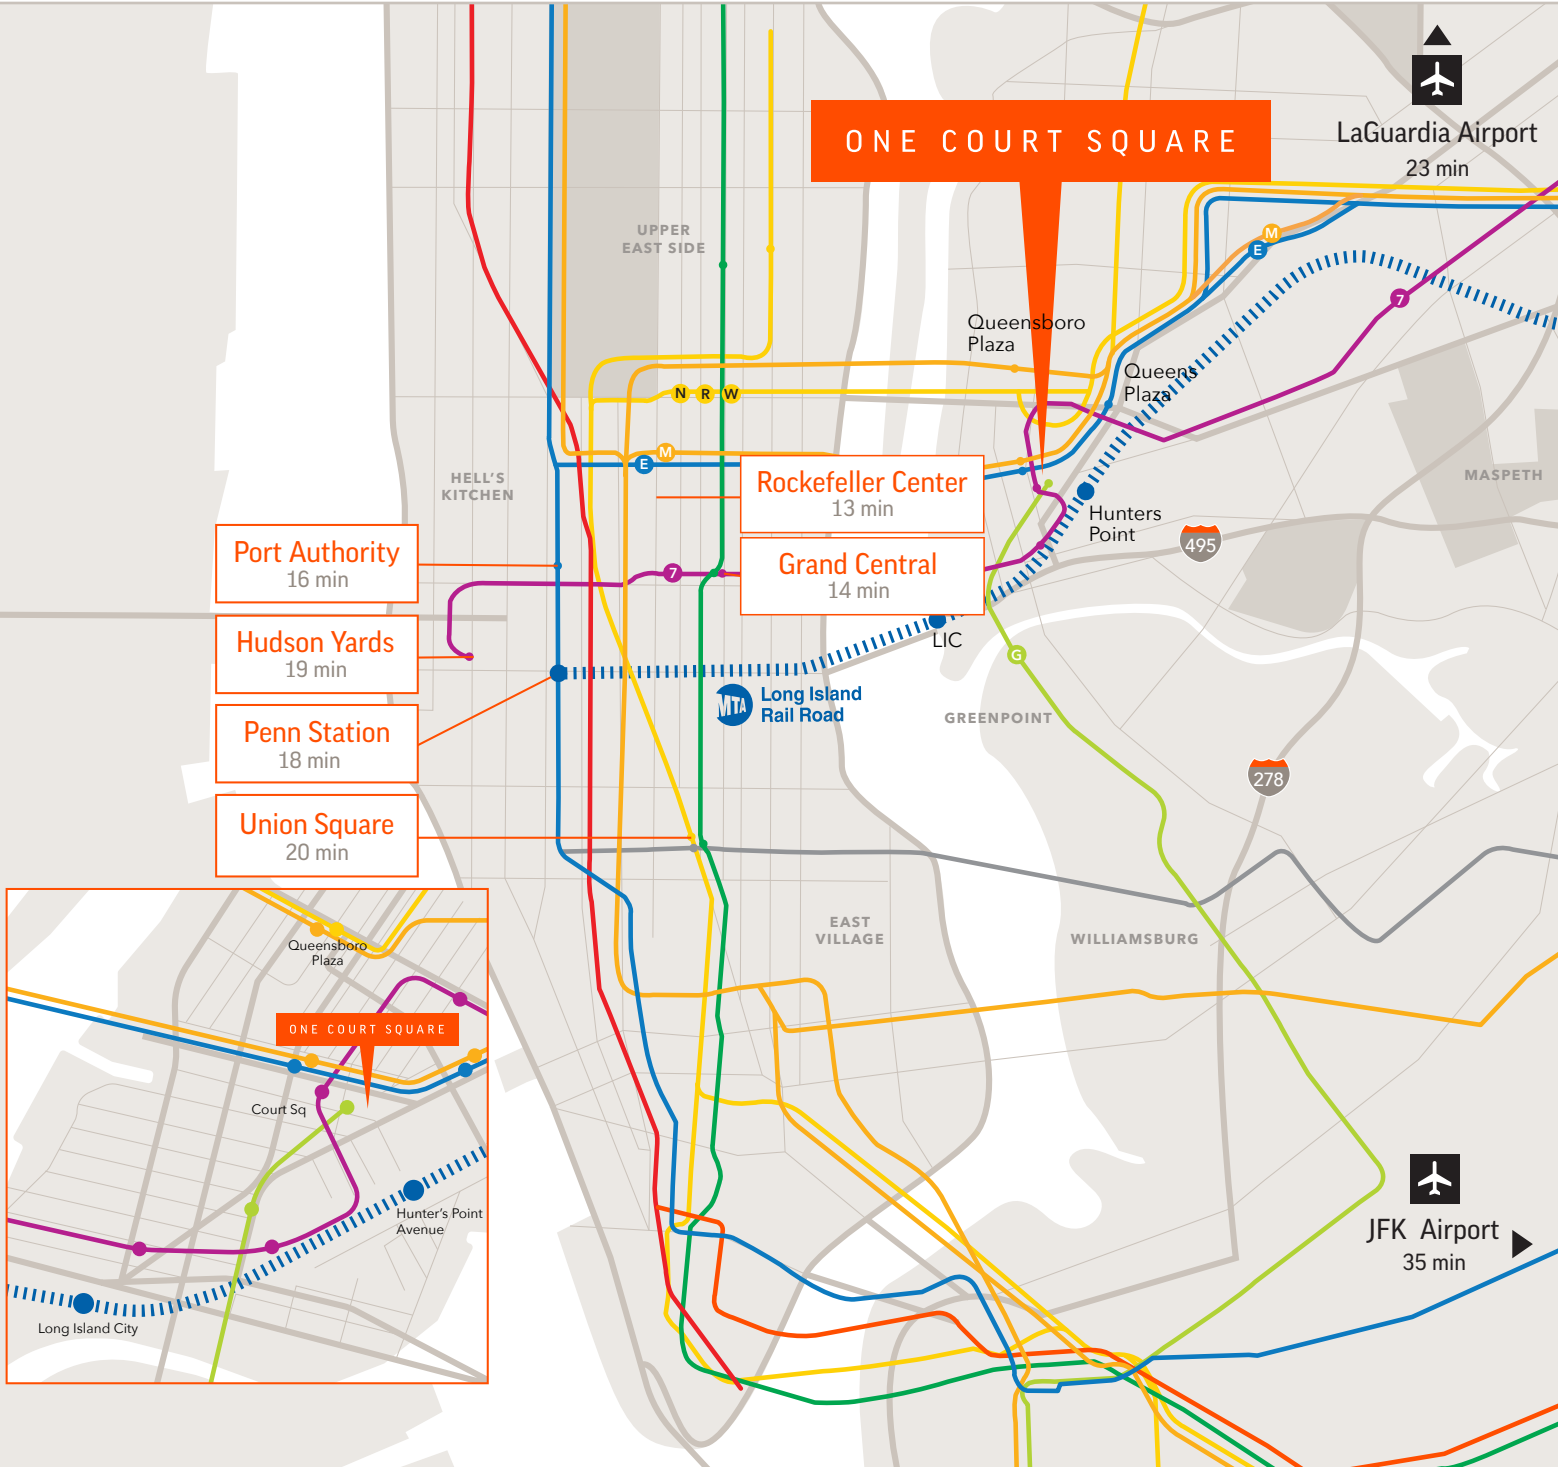 LaGuardia Airport
23 min
ONE COURT SQUARE
UPPER
EAST SIDE
M
E
7
Queensboro
Plaza
Queens
Plaza
N
R
W
M
E
HELL'S
KITCHEN
MASPETH
Rockefeller Center
13 min
Hunters
Point
495
Port Authority
16 min
7
Grand Central
14 min
Hudson Yards
19 min
LIC
G
MTA
Long Island
Rail Road
GREENPOINT
Penn Station
18 min
278
Union Square
20 min
EAST
VILLAGE
WILLIAMSBURG
Queensboro
Plaza
ONE COURT SQUARE
Court Sq
Hunter's Point
Avenue
Long Island City
JFK Airport
35 min